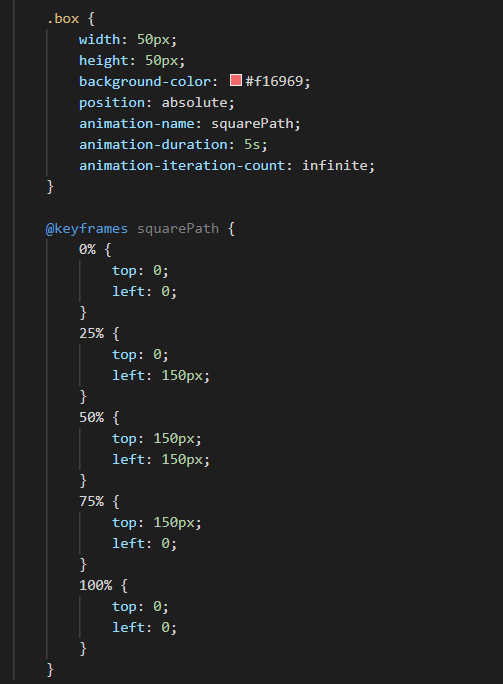 .box {
    width: 50px;
    height: 50px;
    background-color: #f16969;
    position: absolute;
    animation-name: squarePath;
    animation-duration: 5s;
    animation-iteration-count: infinite;
}

@keyframes squarePath {
    0% {
        top: 0;
        left: 0;
    }
    25% {
        top: 0;
        left: 150px;
    }
    50% {
        top: 150px;
        left: 150px;
    }
    75% {
        top: 150px;
        left: 0;
    }
    100% {
        top: 0;
        left: 0;
    }
}